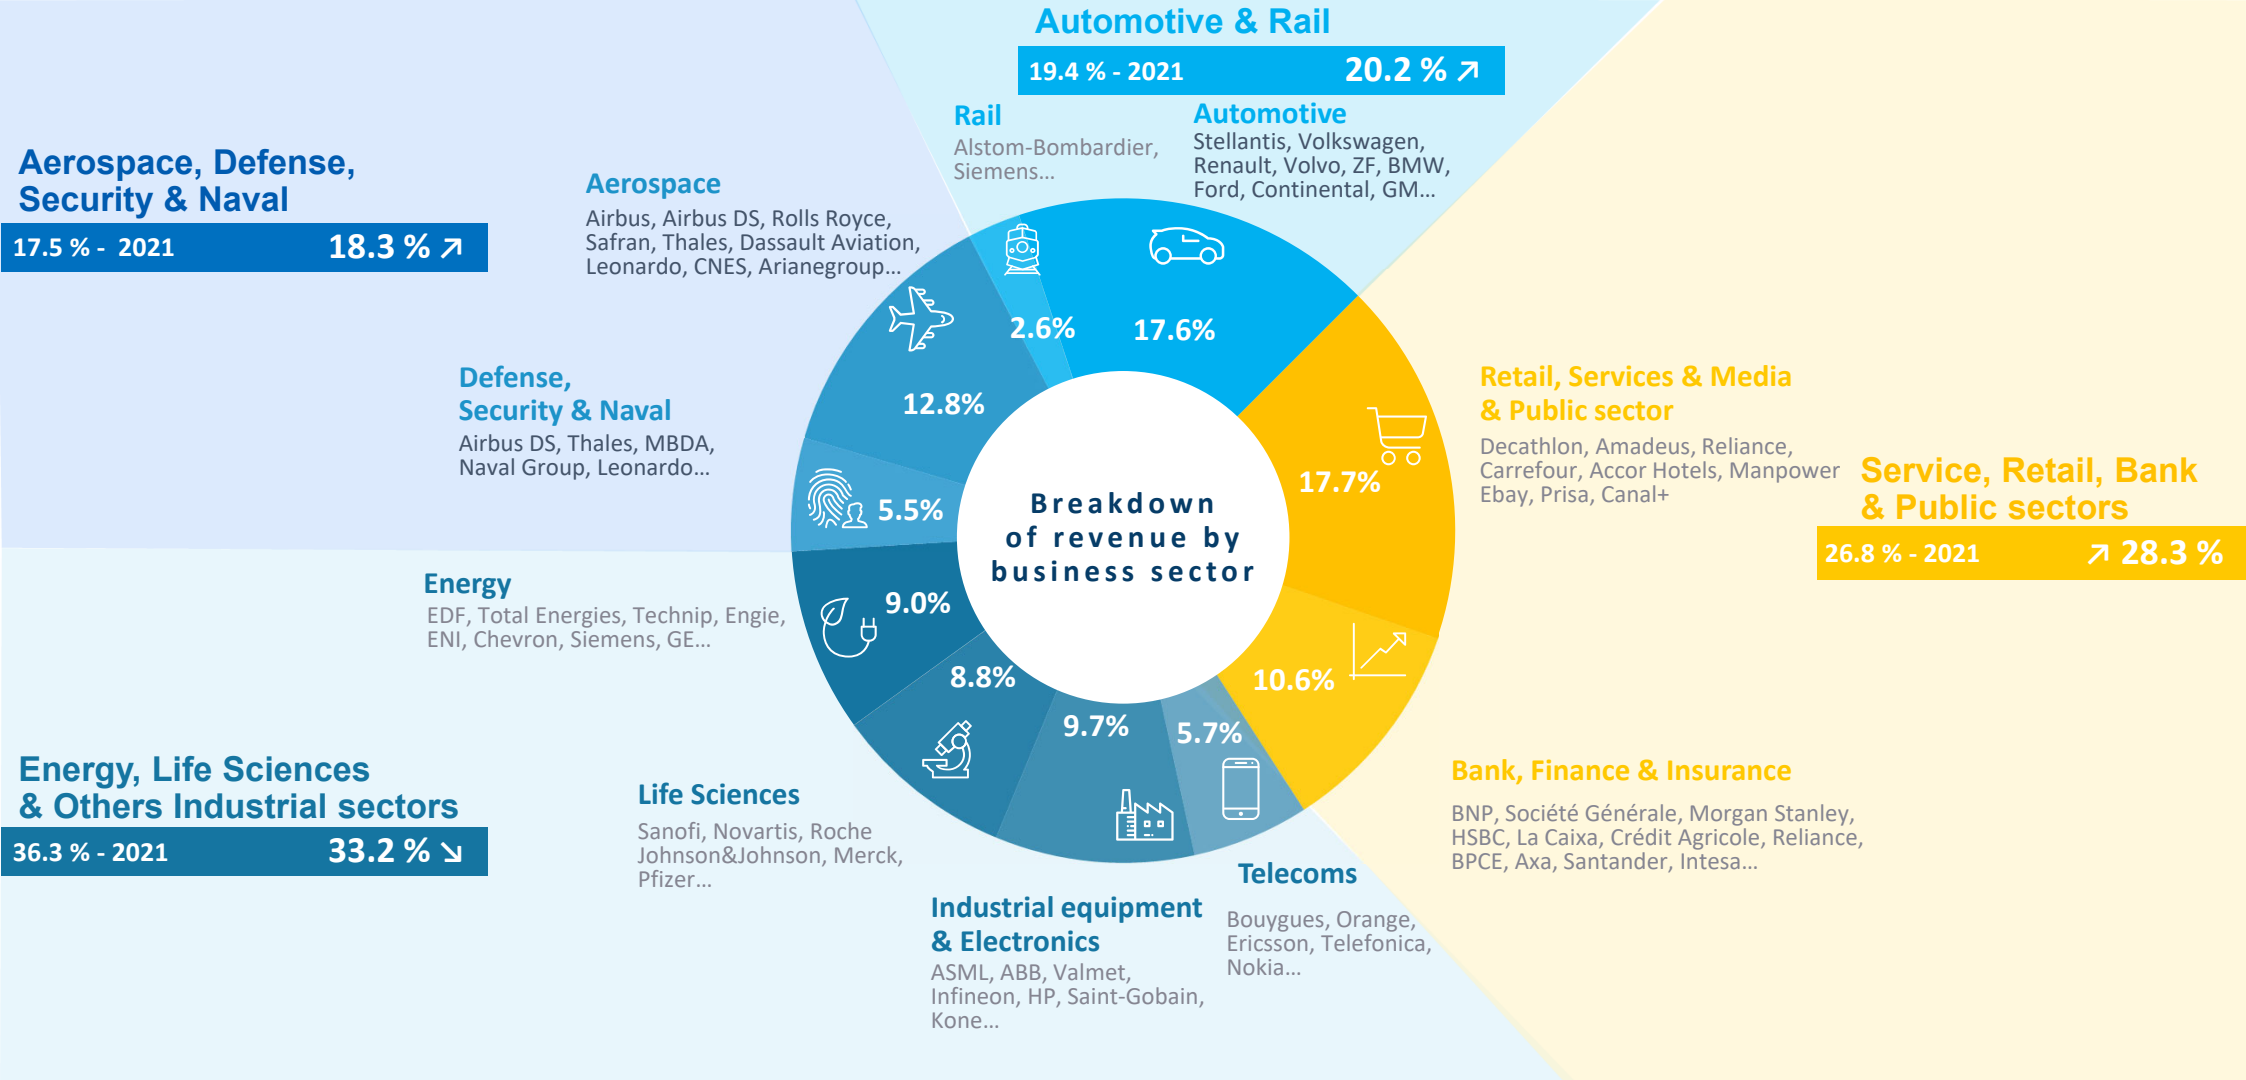 Automotive & Rail
19.4 % - 2021
20.2 % ↗
Rail
Alstom-Bombardier,
Siemens...
Automotive
Stellantis, Volkswagen,
Renault, Volvo, ZF, BMW,
Ford, Continental, GM...
Aerospace, Defense,
Security & Naval
17.5 % -  2021
18.3 % ↗
Aerospace
Airbus, Airbus DS, Rolls Royce,
Safran, Thales, Dassault Aviation,
Leonardo, CNES, Arianegroup...
Defense,
Security & Naval
Airbus DS, Thales, MBDA,
Naval Group, Leonardo...
2.6%
17.6%
12.8%
5.5%
17.7%
Breakdown
of revenue by
business sector
9.0%
8.8%
9.7%
5.7%
10.6%
Retail, Services & Media
& Public sector
Decathlon, Amadeus, Reliance,
Carrefour, Accor Hotels, Manpower
Ebay, Prisa, Canal+
Service, Retail, Bank
& Public sectors
26.8 % - 2021
↗ 28.3 %
Energy
EDF, Total Energies, Technip, Engie,
ENI, Chevron, Siemens, GE...
Energy, Life Sciences
& Others Industrial sectors
36.3 % - 2021
33.2 % ↘
Life Sciences
Sanofi, Novartis, Roche
Johnson&Johnson, Merck,
Pfizer...
Industrial equipment
& Electronics
ASML, ABB, Valmet,
Infineon, HP, Saint-Gobain,
Kone...
Telecoms
Bouygues, Orange,
Ericsson, Telefonica,
Nokia...
Bank, Finance & Insurance
BNP, Société Générale, Morgan Stanley,
HSBC, La Caixa, Crédit Agricole, Reliance,
BPCE, Axa, Santander, Intesa...